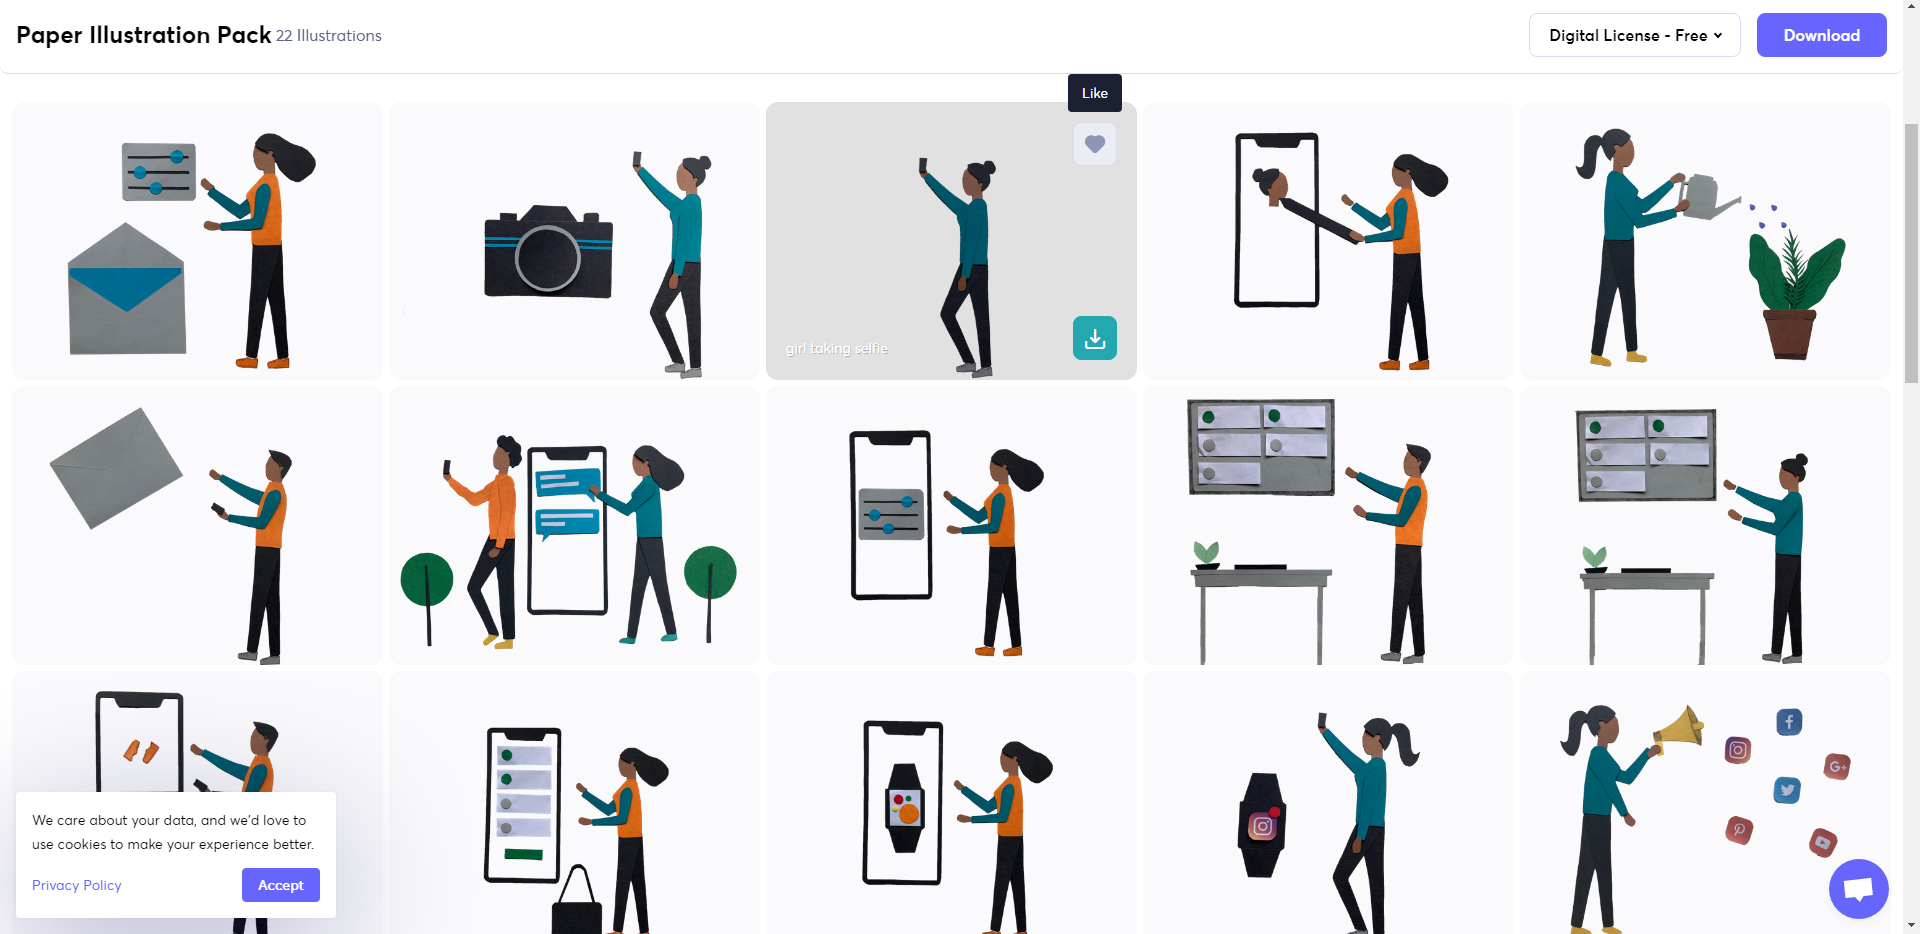 Paper Illustration Pack 22 Illustrations
Digital License - Free
Download
Like
girl taking selfie
We care about your data, and we'd love to
use cookies to make your experience better.
Privacy Policy
Accept